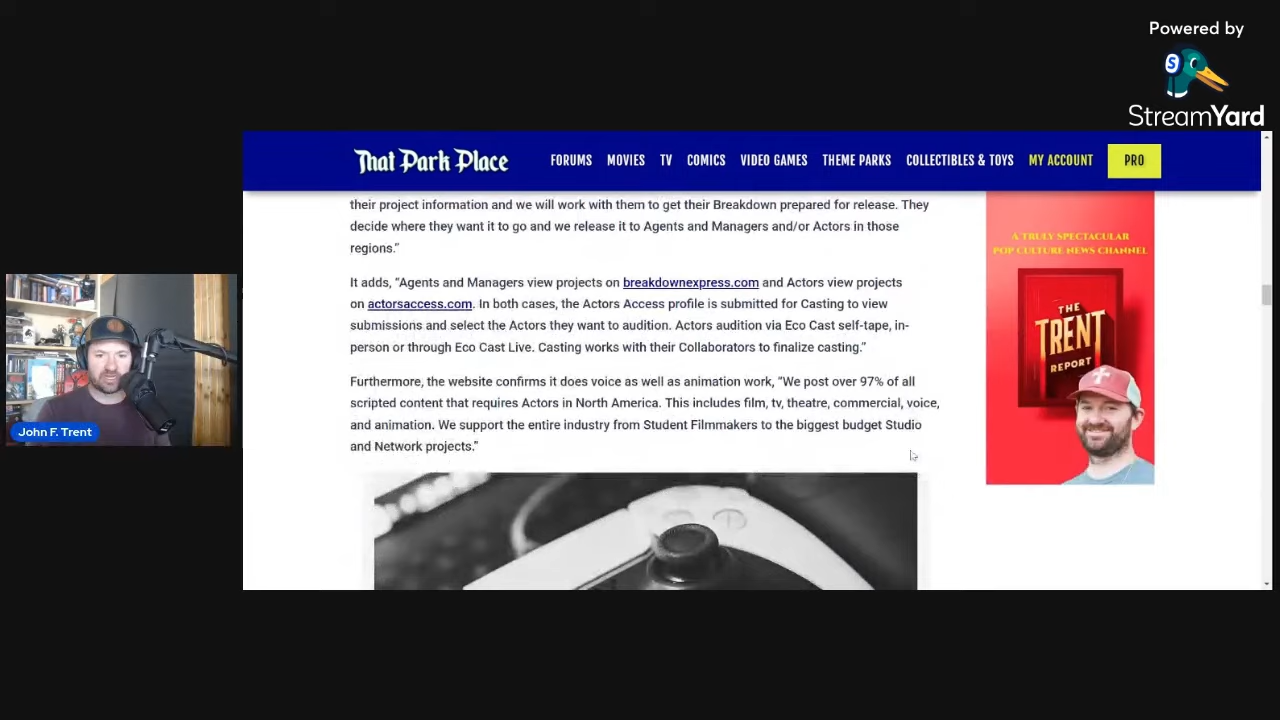 Powered by
S
StreamYard
That Park Place
FORUMS MOVIES TV COMICS VIDEO GAMES THEME PARKS COLLECTIBLES & TOYS MY ACCOUNT PRO
their project information and we will work with them to get their Breakdown prepared for release. They
decide where they want it to go and we release it to Agents and Managers and/or Actors in those
regions.”
It adds, “Agents and Managers view projects on breakdownexpress.com and Actors view projects
on actorsaccess.com. In both cases, the Actors Access profile is submitted for Casting to view
submissions and select the Actors they want to audition. Actors audition via Eco Cast self-tape, in-
person or through Eco Cast Live. Casting works with their Collaborators to finalize casting.”
Furthermore, the website confirms it does voice as well as animation work, “We post over 97% of all
scripted content that requires Actors in North America. This includes film, tv, theatre, commercial, voice,
and animation. We support the entire industry from Student Filmmakers to the biggest budget Studio
and Network projects.”
A TRULY SPECTACULAR
POP CULTURE NEWS CHANNEL
THE
TRENT
REPORT
John F. Trent